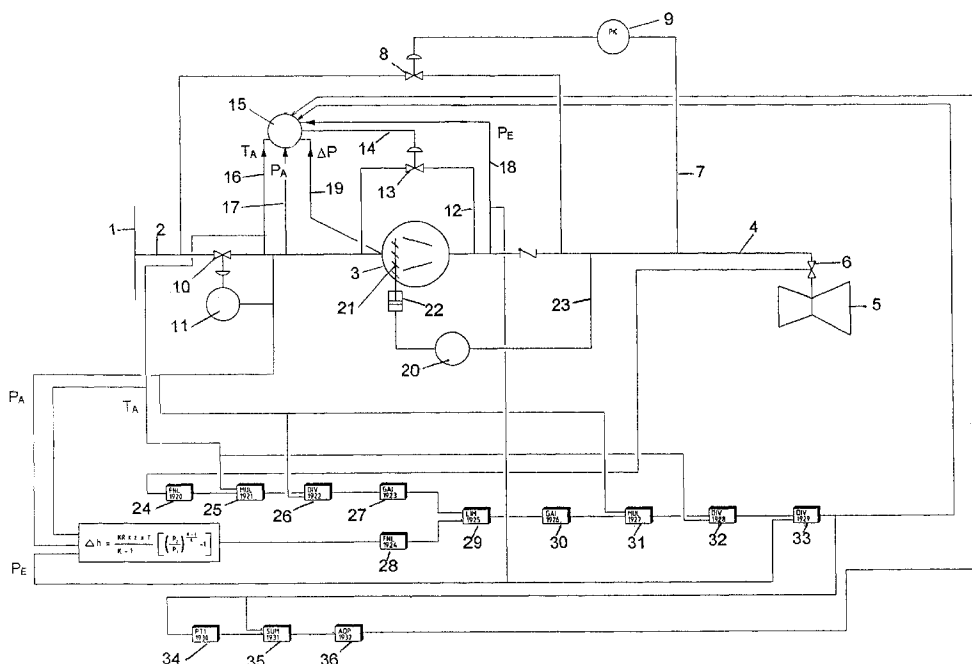 9
PIC
8
15
P_E
T_A
14
ΔP
16
P_A
13
18
7
19
12
17
1
2
4
3
6
10
21
22
23
5
11
20
P_A
T_A
FNL 1920
MUL 1921
DIV 1922
GAI 1923
24
25
26
27
LIM 1925
GAI 1926
MUL 1927
DIV 1928
DIV 1929
29
30
31
32
33
FNL 1924
28
P_E
PT1 1930
SUM 1931
ADP 1932
34
35
36